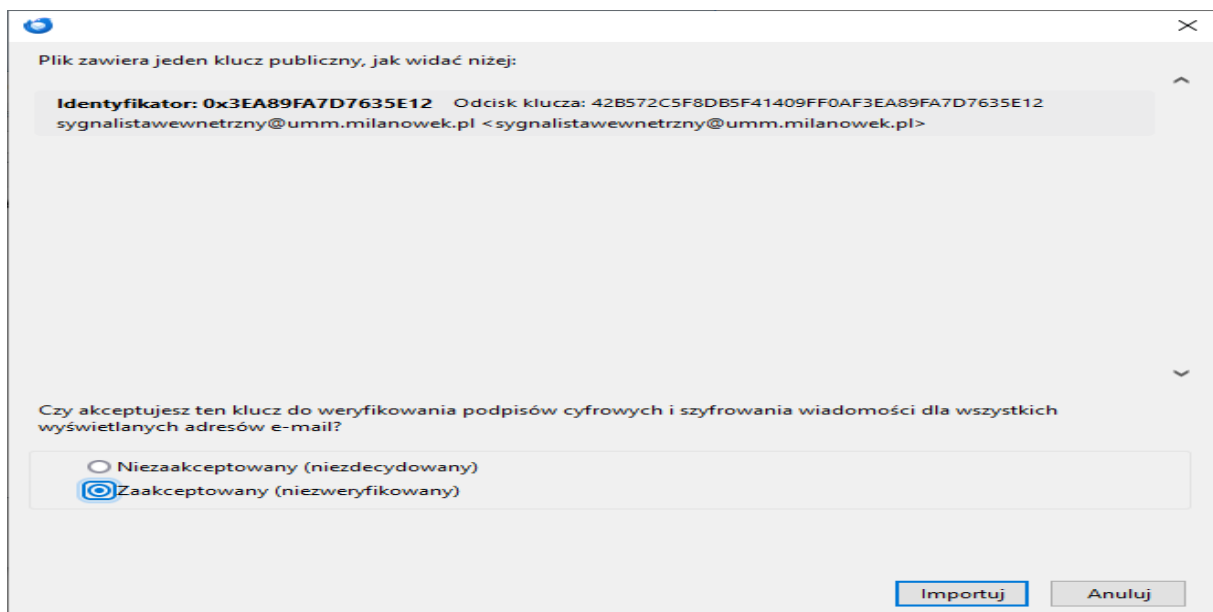 Plik zawiera jeden klucz publiczny, jak widać niżej:
Identyfikator: 0x3EA89FA7D7635E12 Odcisk klucza: 42B572C5F8DB5F41409FF0AF3EA89FA7D7635E12
sygnalistawewnetrzny@umm.milanowek.pl <sygnalistawewnetrzny@umm.milanowek.pl>
Czy akceptujesz ten klucz do weryfikowania podpisów cyfrowych i szyfrowania wiadomości dla wszystkich
wyświetlanych adresów e-mail?
Niezaakceptowany (niezdecydowany)
Zaakceptowany (niezweryfikowany)
Importuj Anuluj